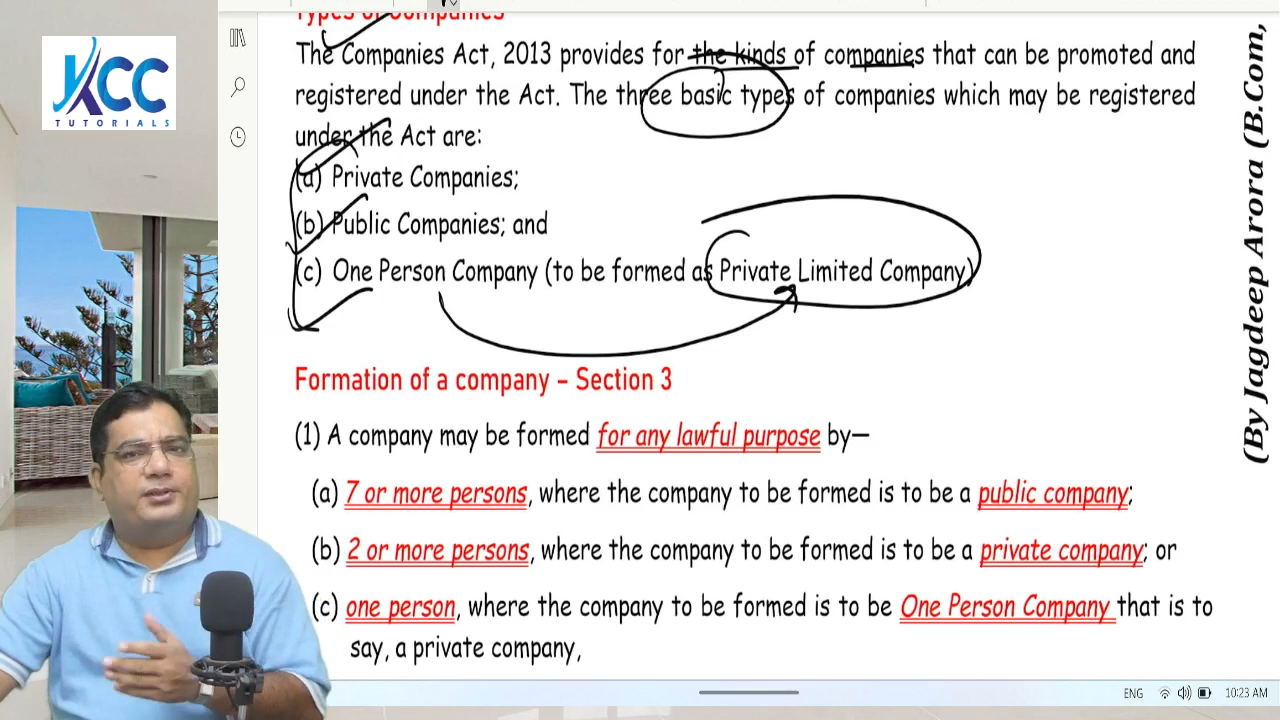 Types of Companies
KCC
TUTORIALS
The Companies Act, 2013 provides for the kinds of companies that can be promoted and
registered under the Act. The three basic types of companies which may be registered
under the Act are:
(a) Private Companies;
(b) Public Companies; and
(c) One Person Company (to be formed as Private Limited Company)
Formation of a company – Section 3
(1) A company may be formed for any lawful purpose by—
(a) 7 or more persons, where the company to be formed is to be a public company;
(b) 2 or more persons, where the company to be formed is to be a private company; or
(c) one person, where the company to be formed is to be One Person Company that is to
say, a private company,
(By Jagdeep Arora (B.Com,
ENG
10:23 AM